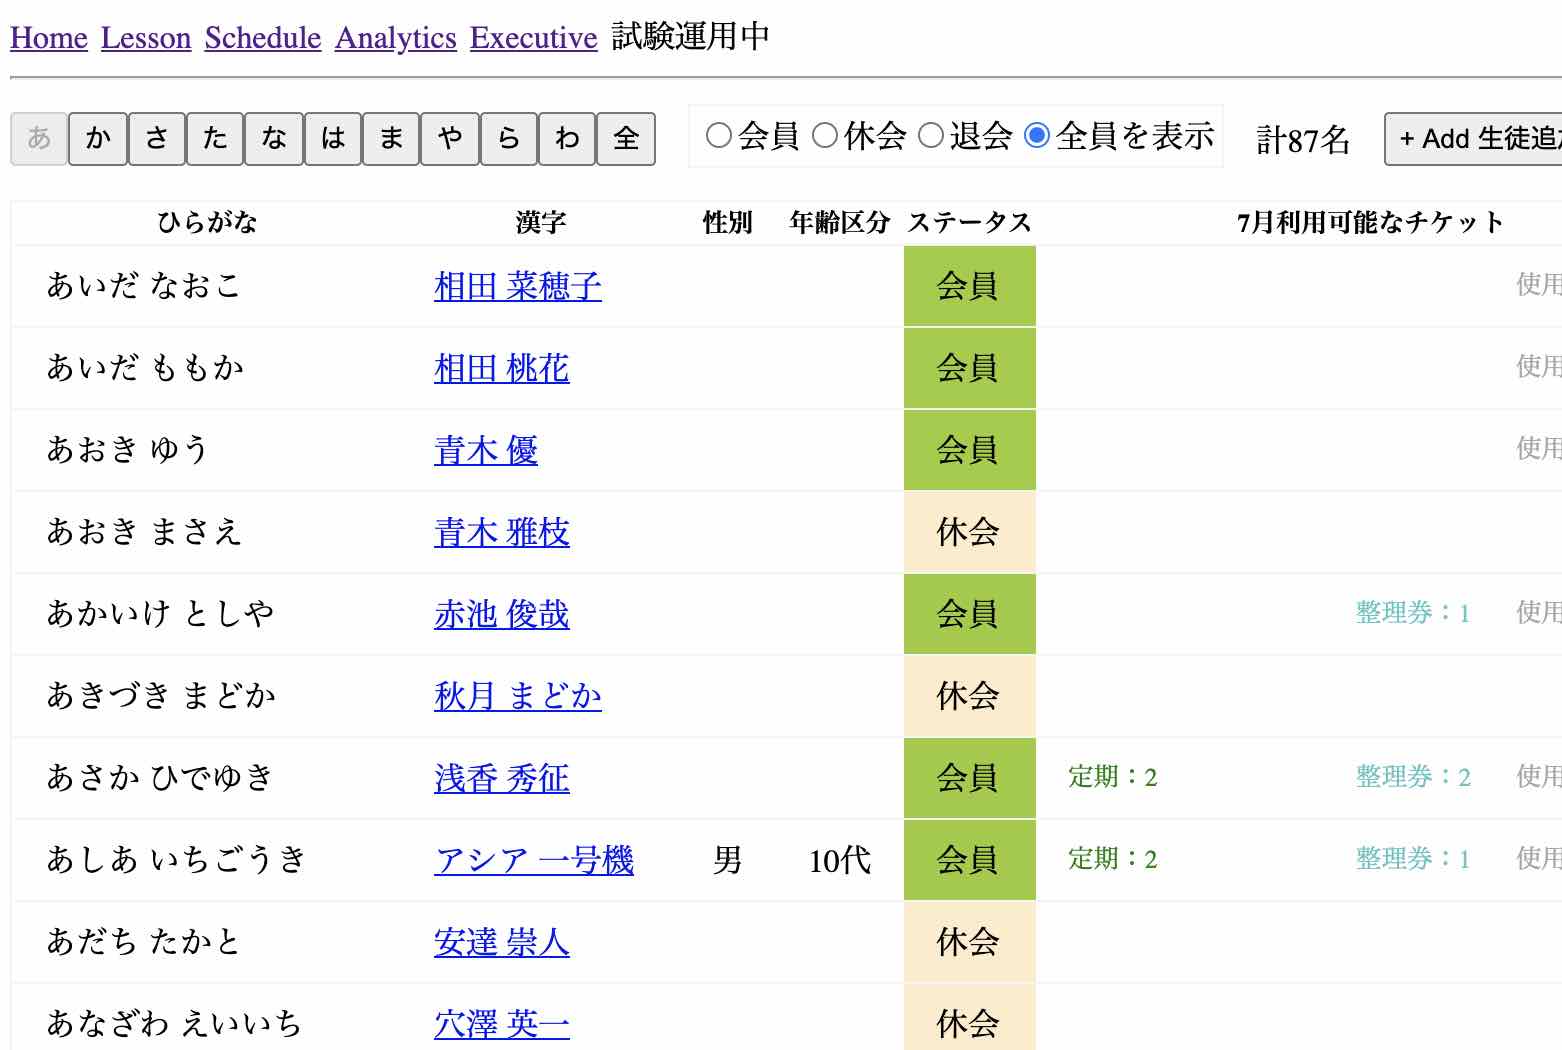 Home Lesson Schedule Analytics Executive 試験運用中
あ か さ た な は ま や ら わ 全 会員 休会 退会 全員を表示 計87名 + Add 生徒追加
ひらがな 漢字 性別 年齢区分 ステータス 7月利用可能なチケット
あいだ なおこ 相田 菜穂子 会員 使用
あいだ ももか 相田 桃花 会員 使用
あおき ゆう 青木 優 会員 使用
あおき まさえ 青木 雅枝 休会
あかいけ としや 赤池 俊哉 会員 整理券：1 使用
あきづき まどか 秋月 まどか 休会
あさか ひでゆき 浅香 秀征 会員 定期：2 整理券：2 使用
あしあ いちごうき アシア 一号機 男 10代 会員 定期：2 整理券：1 使用
あだち たかと 安達 崇人 休会
あなざわ えいいち 穴澤 英一 休会